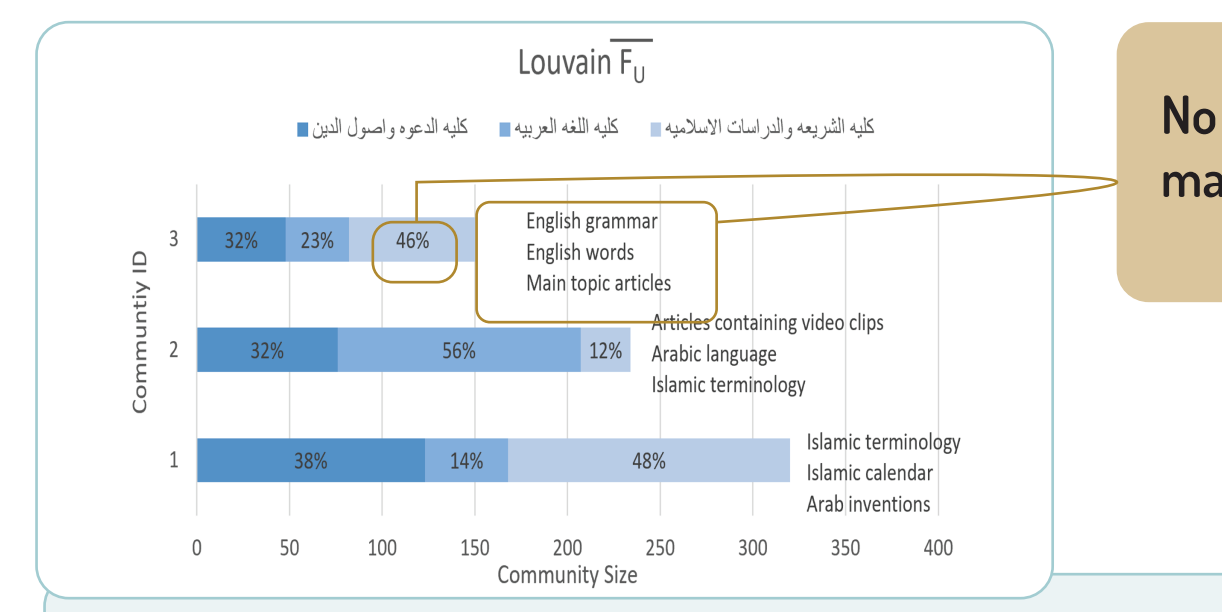 Louvain F̅U̅
كليه الدعوه واصول الدين
كليه اللغه العربيه
كليه الشريعه والدراسات الاسلاميه
No
ma
Communtiy ID
3
32%
23%
46%
English grammar
English words
Main topic articles
2
32%
56%
12%
Articles containing video clips
Arabic language
Islamic terminology
1
38%
14%
48%
Islamic terminology
Islamic calendar
Arab inventions
0 50 100 150 200 250 300 350 400
Community Size